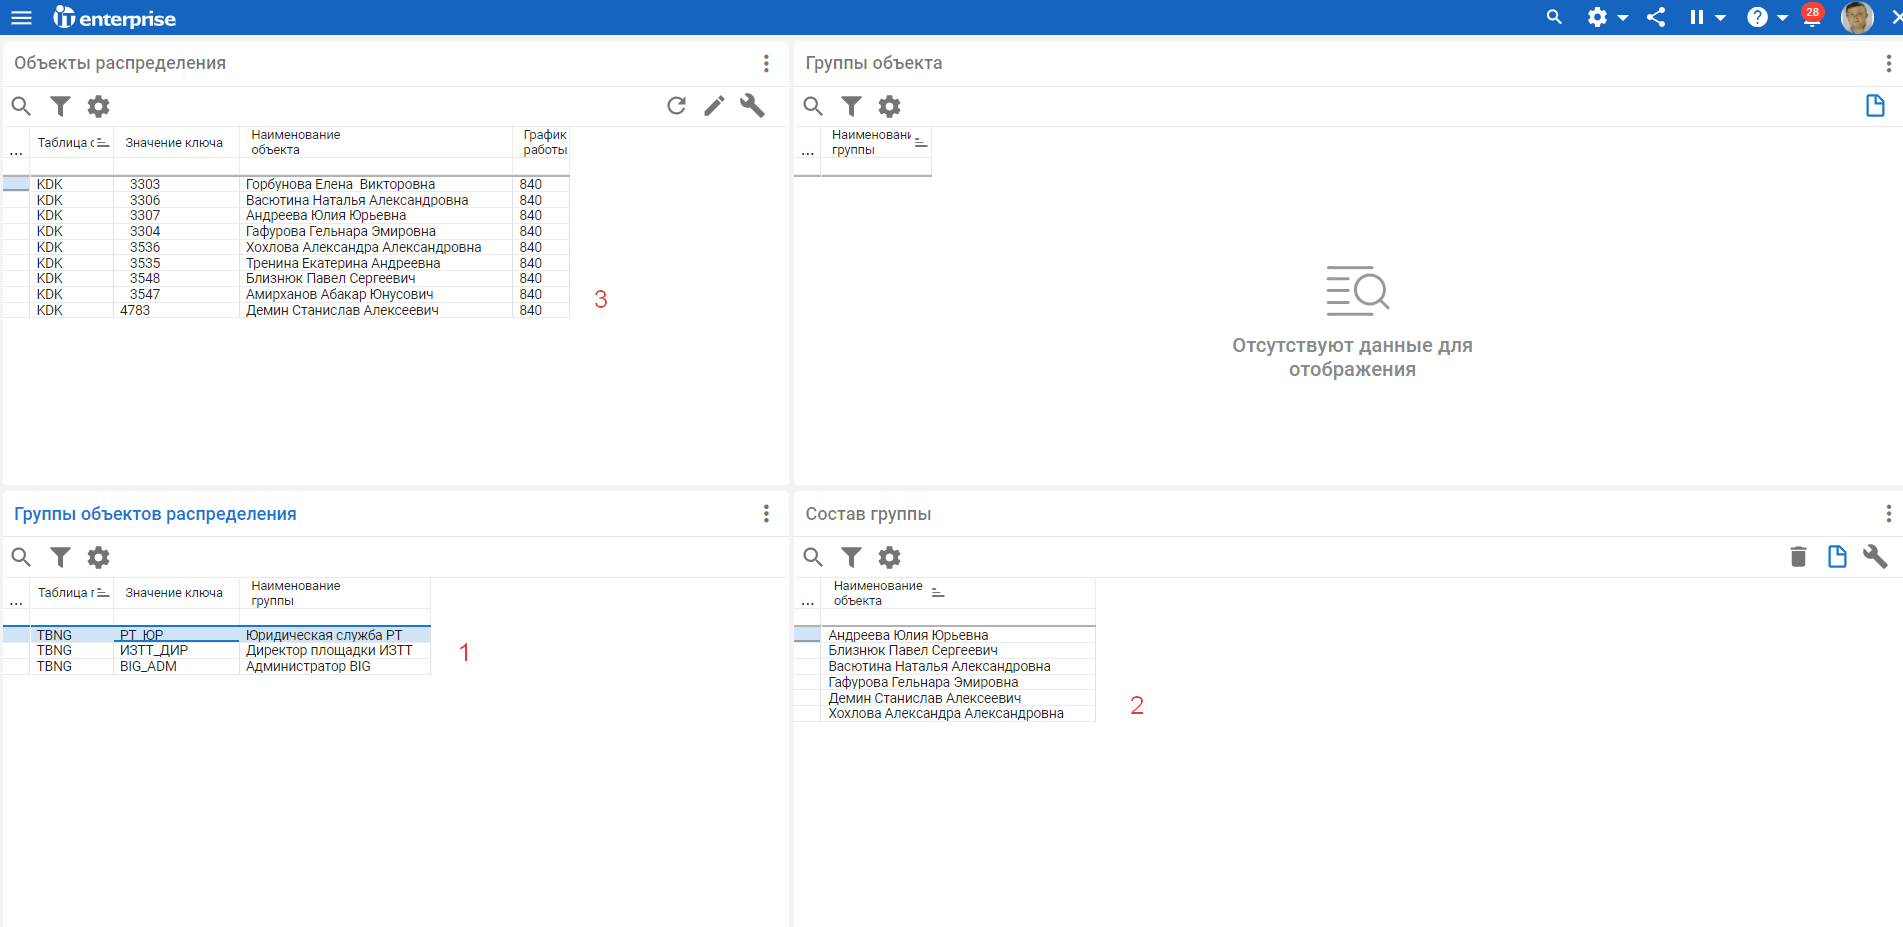 IT enterprise
28
Объекты распределения
...
Таблица с
Значение ключа
Наименование
объекта
График
работы
KDK 3303 Горбунова Елена Викторовна 840
KDK 3306 Васютина Наталья Александровна 840
KDK 3307 Андреева Юлия Юрьевна 840
KDK 3304 Гафурова Гельнара Эмировна 840
KDK 3536 Хохлова Александра Александровна 840
KDK 3535 Тренина Екатерина Андреевна 840
KDK 3548 Близнюк Павел Сергеевич 840
KDK 3547 Амирханов Абакар Юнусович 840
KDK 4783 Демин Станислав Алексеевич 840
3
Группы объекта
...
Наименовани
группы
Отсутствуют данные для
отображения
Группы объектов распределения
...
Таблица г
Значение ключа
Наименование
группы
TBNG РТ_ЮР Юридическая служба РТ
TBNG ИЗТТ_ДИР Директор площадки ИЗТТ
TBNG BIG_ADM Администратор BIG
1
Состав группы
...
Наименование
объекта
Андреева Юлия Юрьевна
Близнюк Павел Сергеевич
Васютина Наталья Александровна
Гафурова Гельнара Эмировна
Демин Станислав Алексеевич
Хохлова Александра Александровна
2